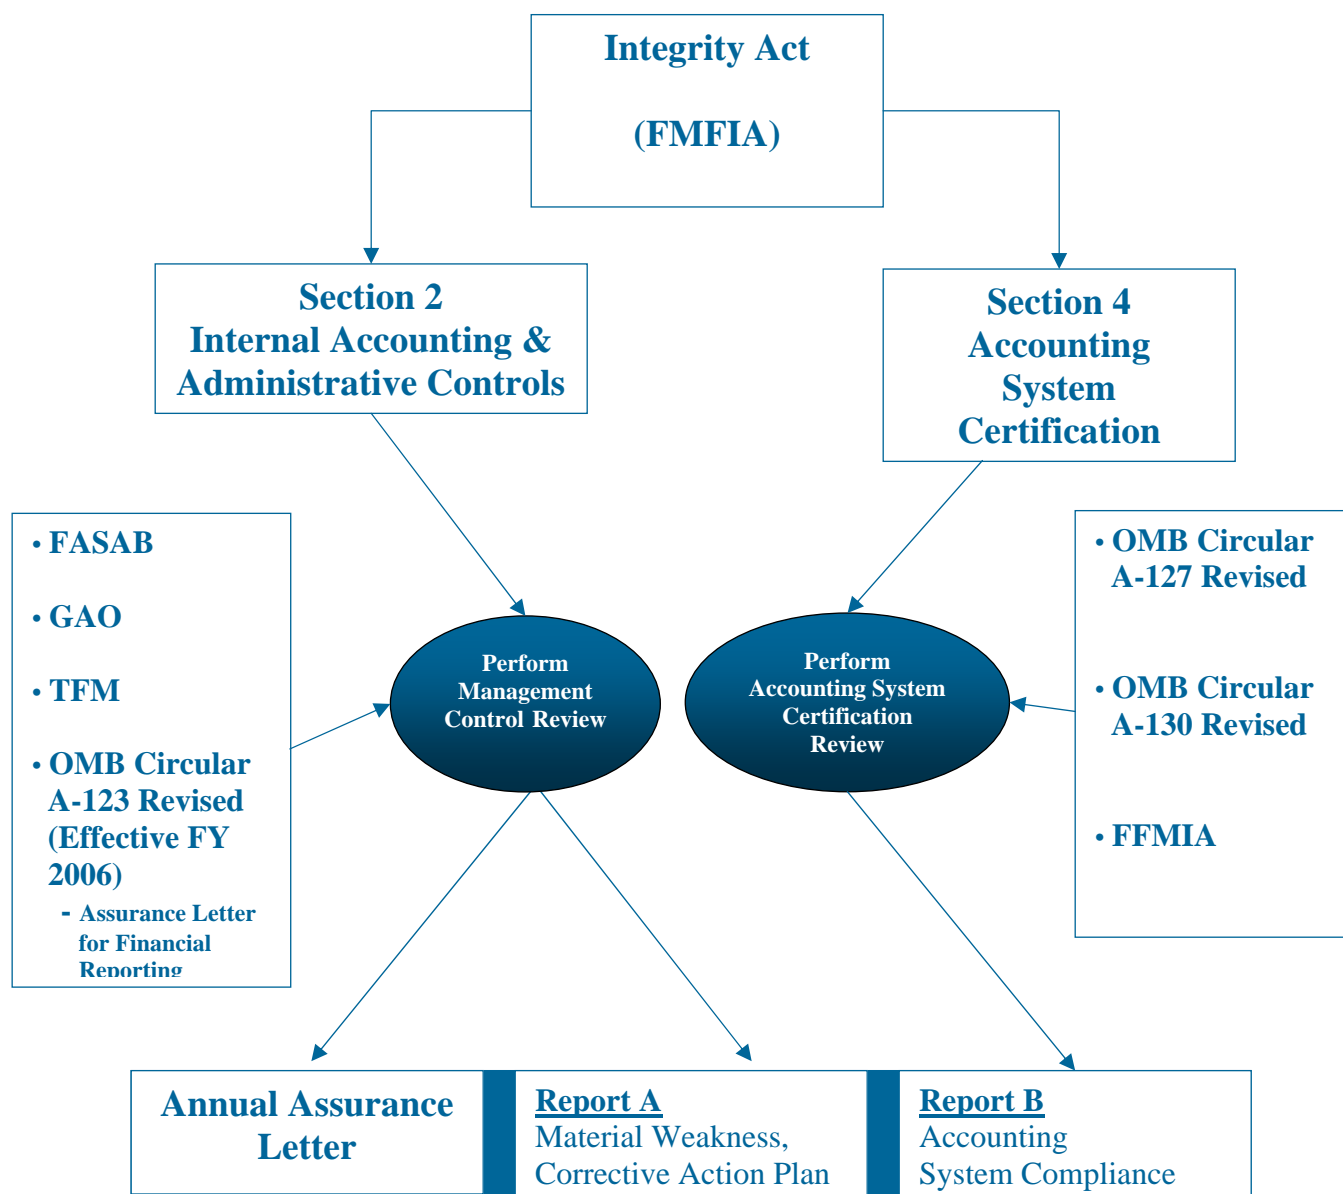 Integrity Act
(FMFIA)
Section 2
Internal Accounting &
Administrative Controls
Section 4
Accounting
System
Certification
• FASAB
• GAO
• TFM
• OMB Circular
A-123 Revised
(Effective FY
2006)
- Assurance Letter
for Financial
Reporting
Perform
Management
Control Review
Perform
Accounting System
Certification
Review
• OMB Circular
A-127 Revised
• OMB Circular
A-130 Revised
• FFMIA
Annual Assurance
Letter
Report A
Material Weakness,
Corrective Action Plan
Report B
Accounting
System Compliance